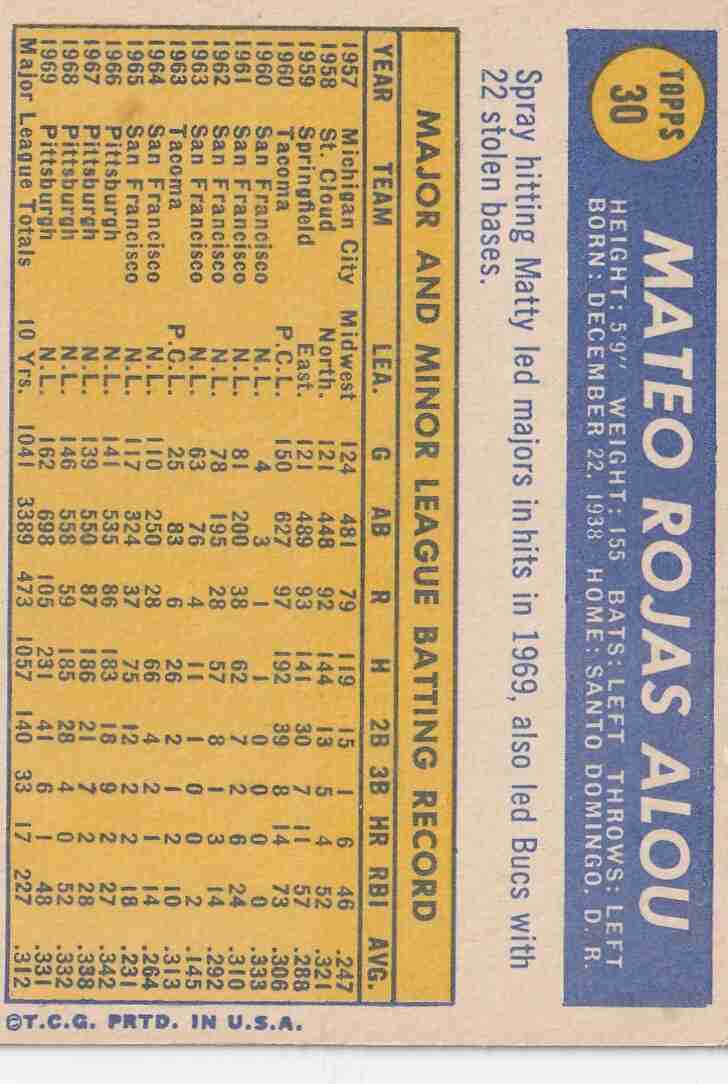 TOPPS
30
MATEO ROJAS ALOU
HEIGHT: 5'9" WEIGHT: 155 BATS: LEFT THROWS: LEFT
BORN: DECEMBER 22, 1938 HOME: SANTO DOMINGO, D. R.
Spray hitting Matty led majors in hits in 1969, also led Bucs with
22 stolen bases.
MAJOR AND MINOR LEAGUE BATTING RECORD
YEAR TEAM LEA. G AB R H 2B 3B HR RBI AVG.
1957 Michigan City Midwest 124 481 79 119 15 1 6 46 .247
1958 St. Cloud North. 121 448 92 144 13 5 4 52 .321
1959 Springfield East. 121 489 93 141 30 7 11 57 .288
1960 Tacoma P.C.L. 150 627 97 192 39 8 14 73 .306
1960 San Francisco N.L. 4 3 1 1 0 0 0 0 .333
1961 San Francisco N.L. 81 200 38 62 7 2 6 24 .310
1962 San Francisco N.L. 78 195 28 57 8 1 3 14 .292
1963 San Francisco N.L. 63 76 4 11 1 0 0 2 .145
1963 Tacoma P.C.L. 25 83 6 26 2 1 2 10 .313
1964 San Francisco N.L. 110 250 28 66 4 2 1 14 .264
1965 San Francisco N.L. 117 324 37 75 12 2 2 18 .231
1966 Pittsburgh N.L. 141 535 86 183 18 9 2 27 .342
1967 Pittsburgh N.L. 139 550 87 186 21 7 2 28 .338
1968 Pittsburgh N.L. 146 558 59 185 28 4 0 52 .332
1969 Pittsburgh N.L. 162 698 105 231 41 6 1 48 .331
Major League Totals 10 Yrs. 1041 3389 473 1057 140 33 17 227 .312
©T.C.G. PRTD. IN U.S.A.